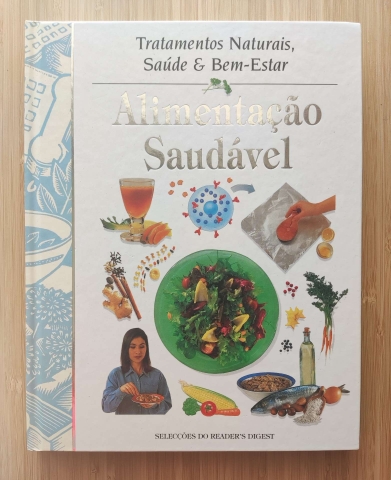 Tratamentos Naturais,
Saúde & Bem-Estar
Alimentação
Saudável
SELECÇÕES DO READER'S DIGEST